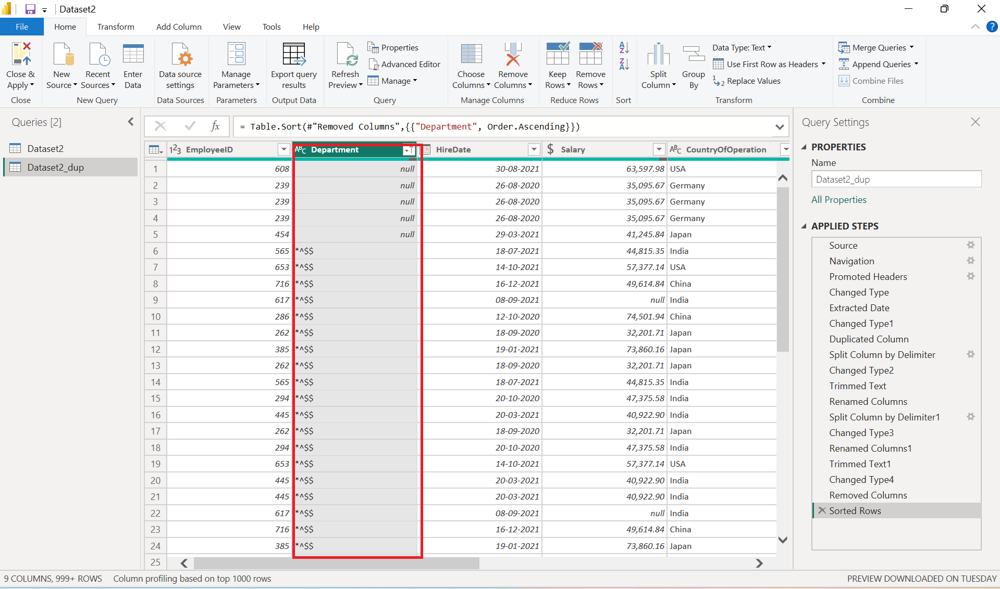 Dataset2
File Home Transform Add Column View Tools Help
Close & Apply
New Source
Recent Sources
Enter Data
Data source settings
Manage Parameters
Export query results
Refresh Preview
Properties
Advanced Editor
Manage
Choose Columns
Remove Columns
Keep Rows
Remove Rows
Split Column
Group By
Data Type: Text
Use First Row as Headers
Replace Values
Merge Queries
Append Queries
Combine Files
Close New Query Data Sources Parameters Output Data Query Manage Columns Reduce Rows Sort Transform Combine
Queries [2]
Dataset2
Dataset2_dup
fx = Table.Sort(#"Removed Columns",{{"Department", Order.Ascending}})
EmployeeID Department HireDate Salary CountryOfOperation
1 608 null 30-08-2021 63,597.98 USA
2 239 null 26-08-2020 35,095.67 Germany
3 239 null 26-08-2020 35,095.67 Germany
4 239 null 26-08-2020 35,095.67 Germany
5 454 null 29-03-2021 41,245.84 Japan
6 565 *^$$ 18-07-2021 44,815.35 India
7 653 *^$$ 14-10-2021 57,377.14 USA
8 716 *^$$ 16-12-2021 49,614.84 China
9 617 *^$$ 08-09-2021 null India
10 286 *^$$ 12-10-2020 74,501.94 China
11 262 *^$$ 18-09-2020 32,201.71 Japan
12 385 *^$$ 19-01-2021 73,860.16 Japan
13 262 *^$$ 18-09-2020 32,201.71 Japan
14 565 *^$$ 18-07-2021 44,815.35 India
15 294 *^$$ 20-10-2020 47,375.58 India
16 445 *^$$ 20-03-2021 40,922.90 India
17 262 *^$$ 18-09-2020 32,201.71 Japan
18 294 *^$$ 20-10-2020 47,375.58 India
19 653 *^$$ 14-10-2021 57,377.14 USA
20 445 *^$$ 20-03-2021 40,922.90 India
21 445 *^$$ 20-03-2021 40,922.90 India
22 617 *^$$ 08-09-2021 null India
23 716 *^$$ 16-12-2021 49,614.84 China
24 385 *^$$ 19-01-2021 73,860.16 Japan
25
Query Settings
PROPERTIES
Name
Dataset2_dup
All Properties
APPLIED STEPS
Source
Navigation
Promoted Headers
Changed Type
Extracted Date
Changed Type1
Duplicated Column
Split Column by Delimiter
Changed Type2
Trimmed Text
Renamed Columns
Split Column by Delimiter1
Changed Type3
Renamed Columns1
Trimmed Text1
Changed Type4
Removed Columns
Sorted Rows
9 COLUMNS, 999+ ROWS Column profiling based on top 1000 rows
PREVIEW DOWNLOADED ON TUESDAY